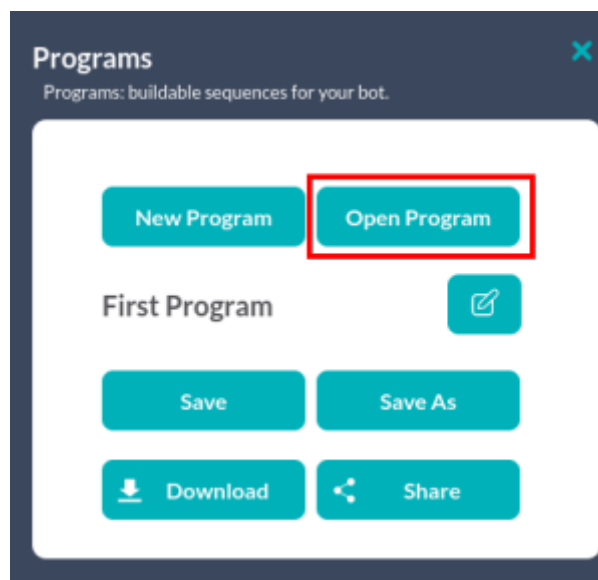 Programs
Programs: buildable sequences for your bot.
New Program
Open Program
First Program
Save
Save As
Download
Share